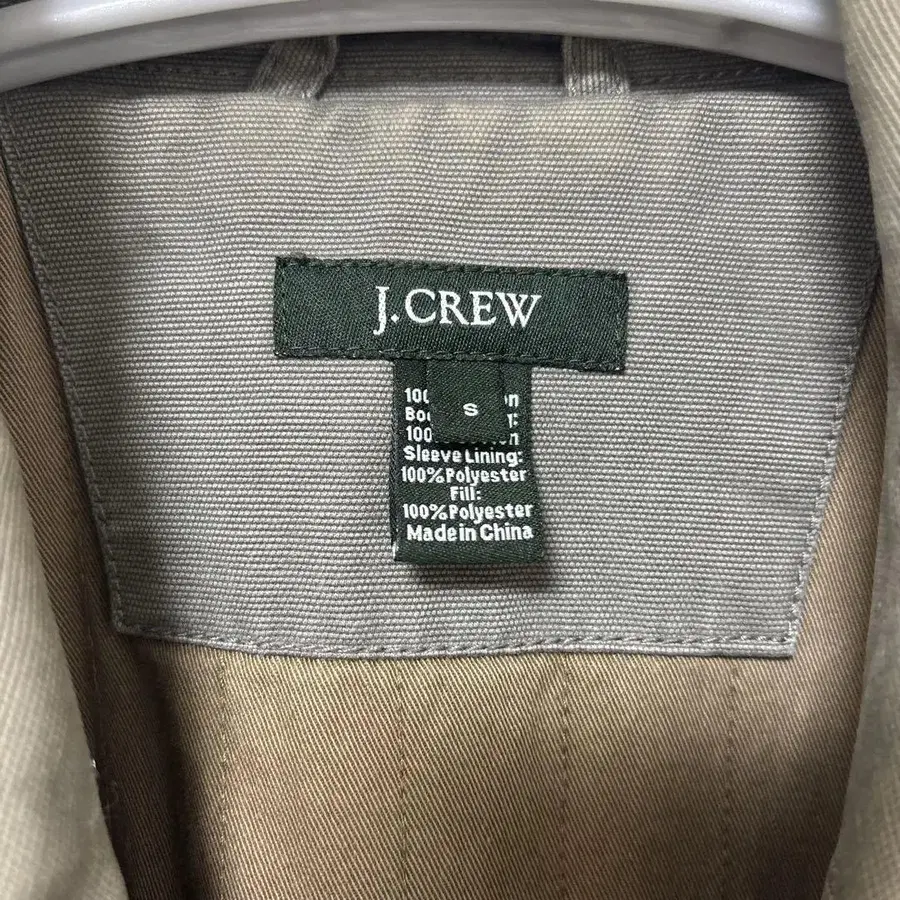 J.CREW
S
Sleeve Lining:
100% Polyester
Fill:
100% Polyester
Made in China